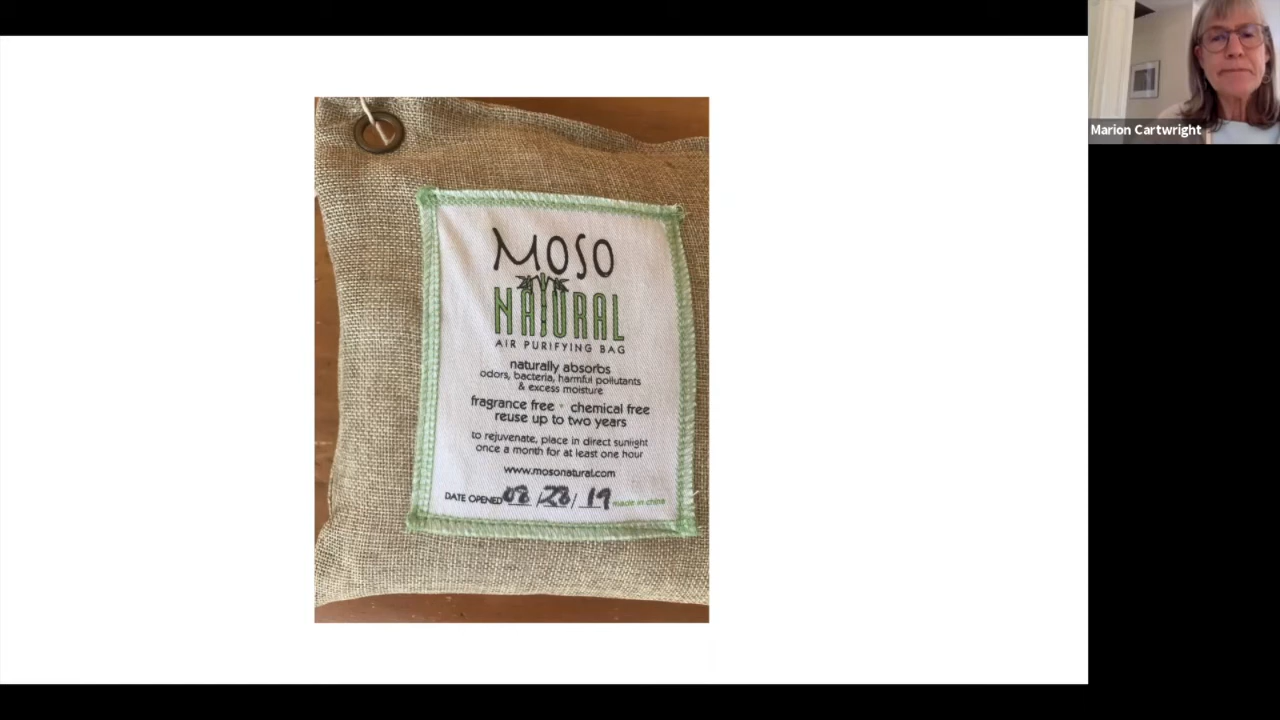 MOSO
NATURAL
AIR PURIFYING BAG
naturally absorbs
odors, bacteria, harmful pollutants
& excess moisture
fragrance free • chemical free
reuse up to two years
to rejuvenate, place in direct sunlight
once a month for at least one hour
www.mosonatural.com
DATE OPENED 08 / 28 / 19 made in china
Marion Cartwright